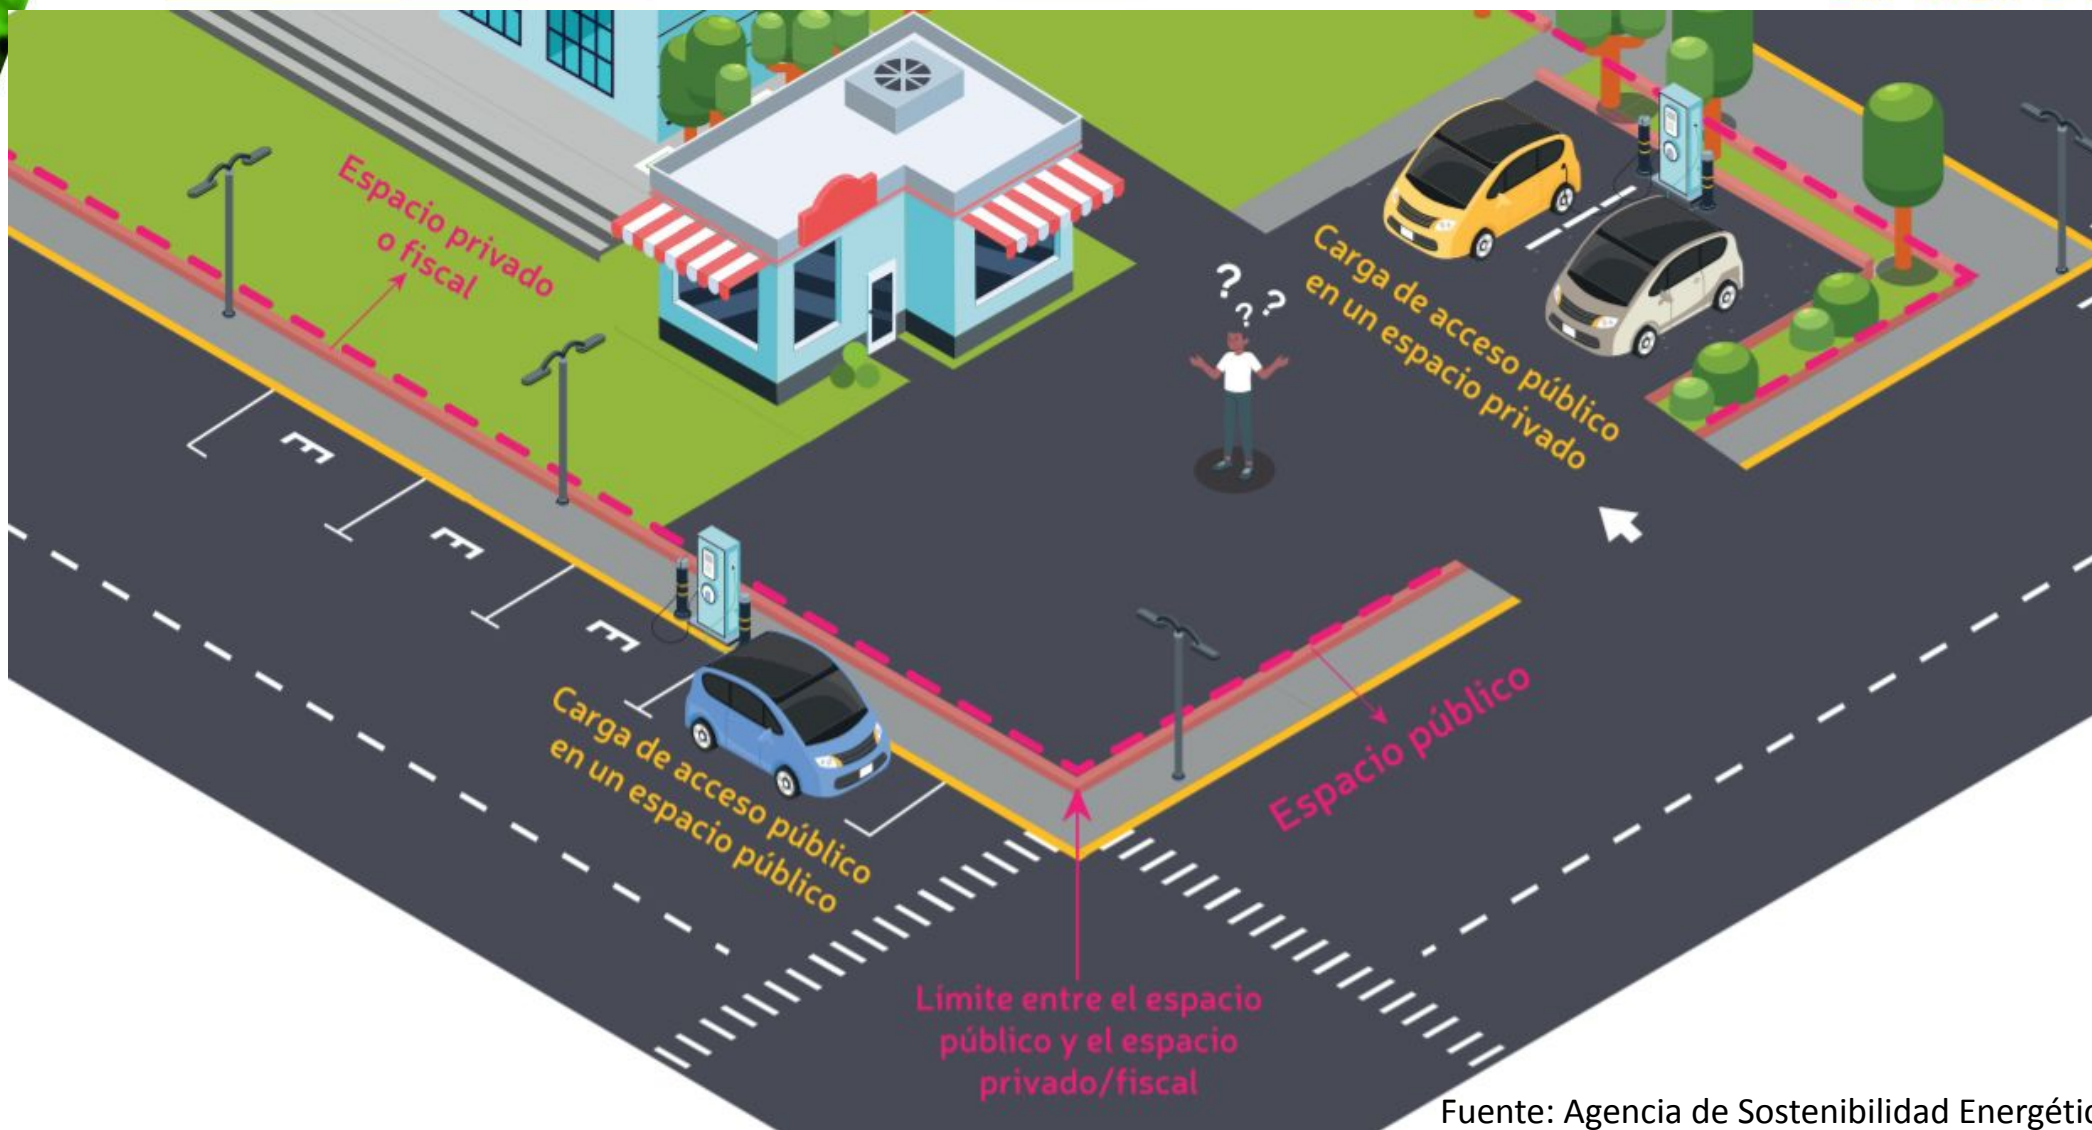 Espacio privado
o fiscal
? ? ?
Carga de acceso público
en un espacio privado
E
E
E
Carga de acceso público
en un espacio público
Espacio público
Límite entre el espacio
público y el espacio
privado/fiscal
Fuente: Agencia de Sostenibilidad Energétic